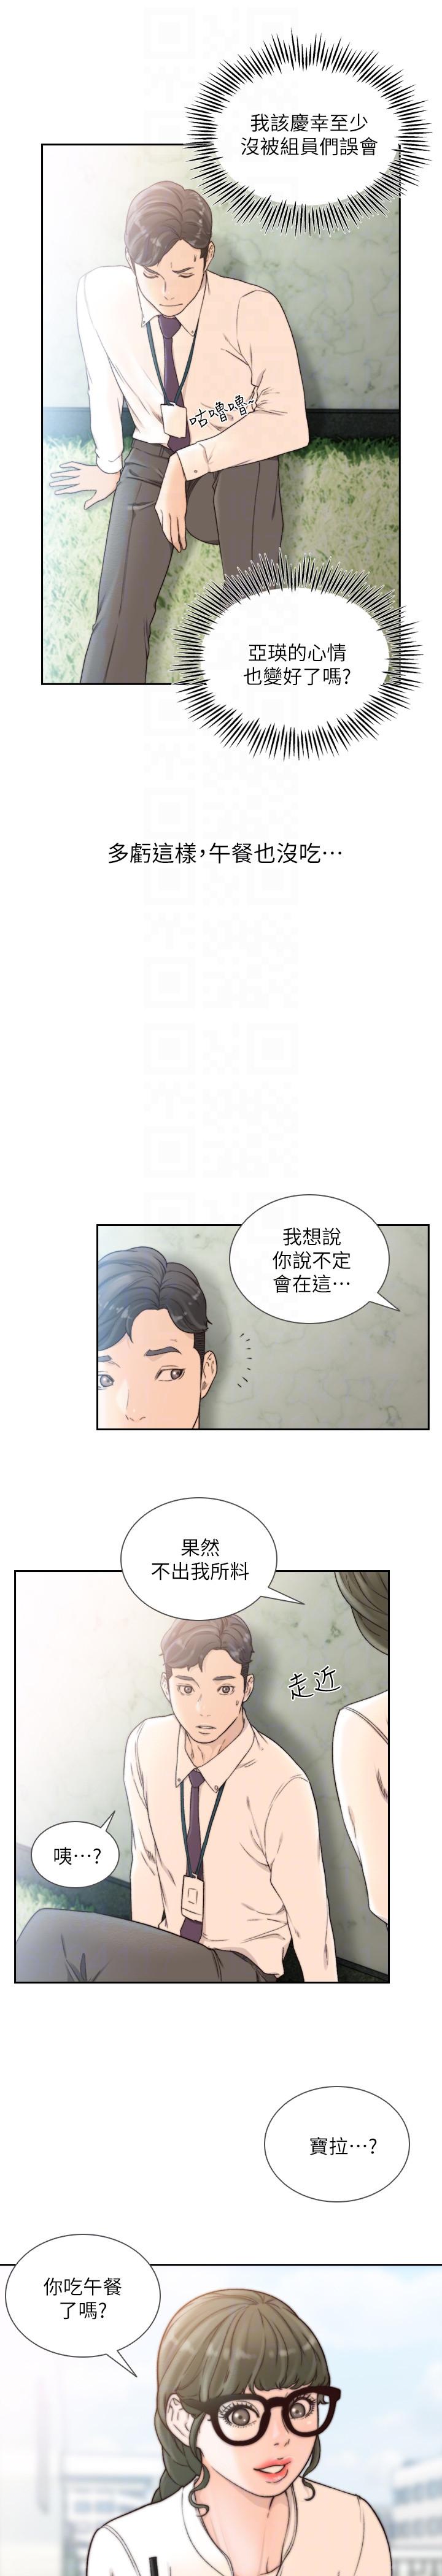 我該慶幸至少
沒被組員們誤會
咕嚕嚕~
亞瑛的心情
也變好了嗎?
多虧這樣,午餐也沒吃…
我想說
你說不定
會在這…
果然
不出我所料
走近
咦…?
寶拉…?
你吃午餐
了嗎?